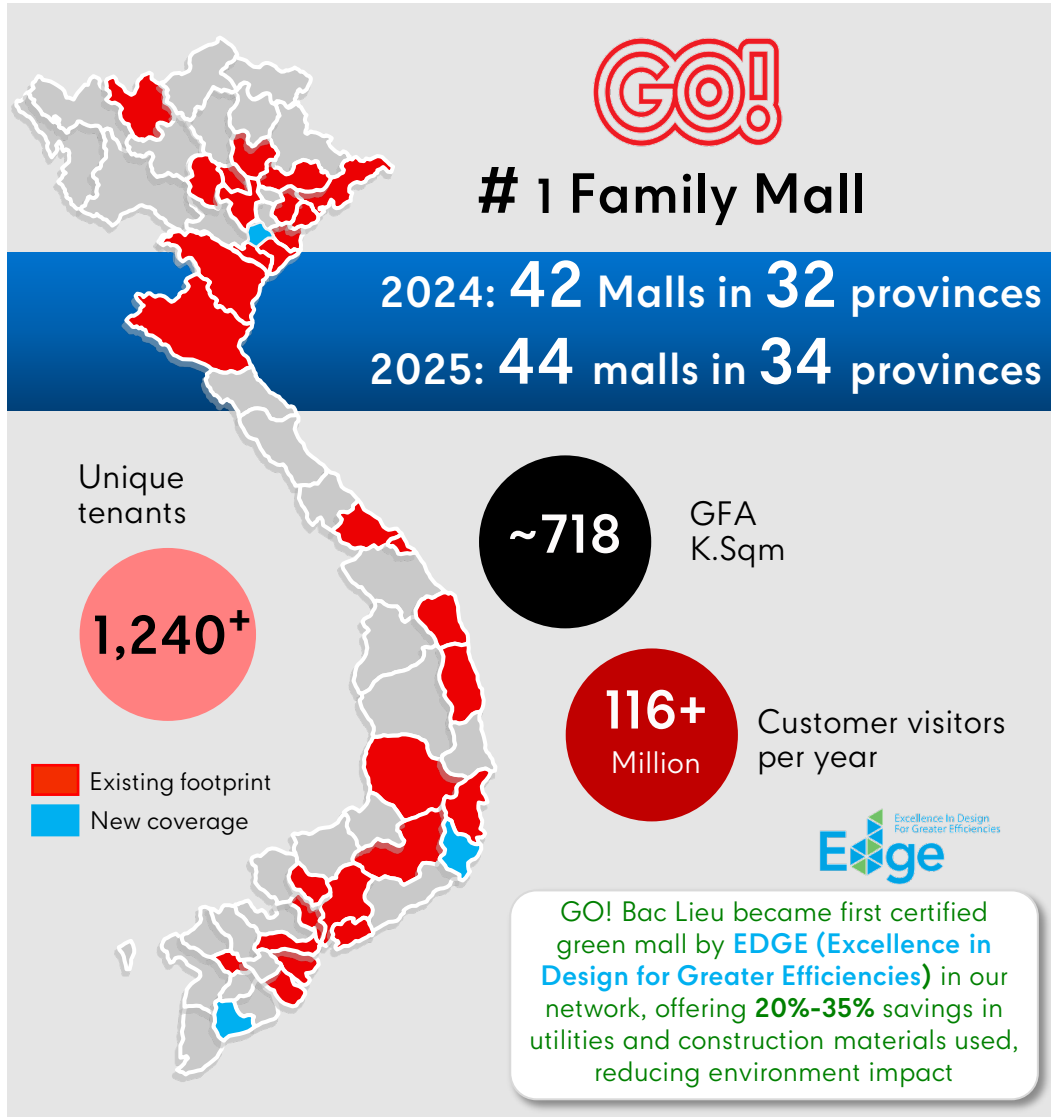 GO!
# 1 Family Mall
2024: 42 Malls in 32 provinces
2025: 44 malls in 34 provinces
Unique
tenants
1,240+
~718
GFA
K.Sqm
116+
Million
Customer visitors
per year
Existing footprint
New coverage
Edge
Excellence In Design
For Greater Efficiencies
GO! Bac Lieu became first certified
green mall by EDGE (Excellence in
Design for Greater Efficiencies) in our
network, offering 20%-35% savings in
utilities and construction materials used,
reducing environment impact